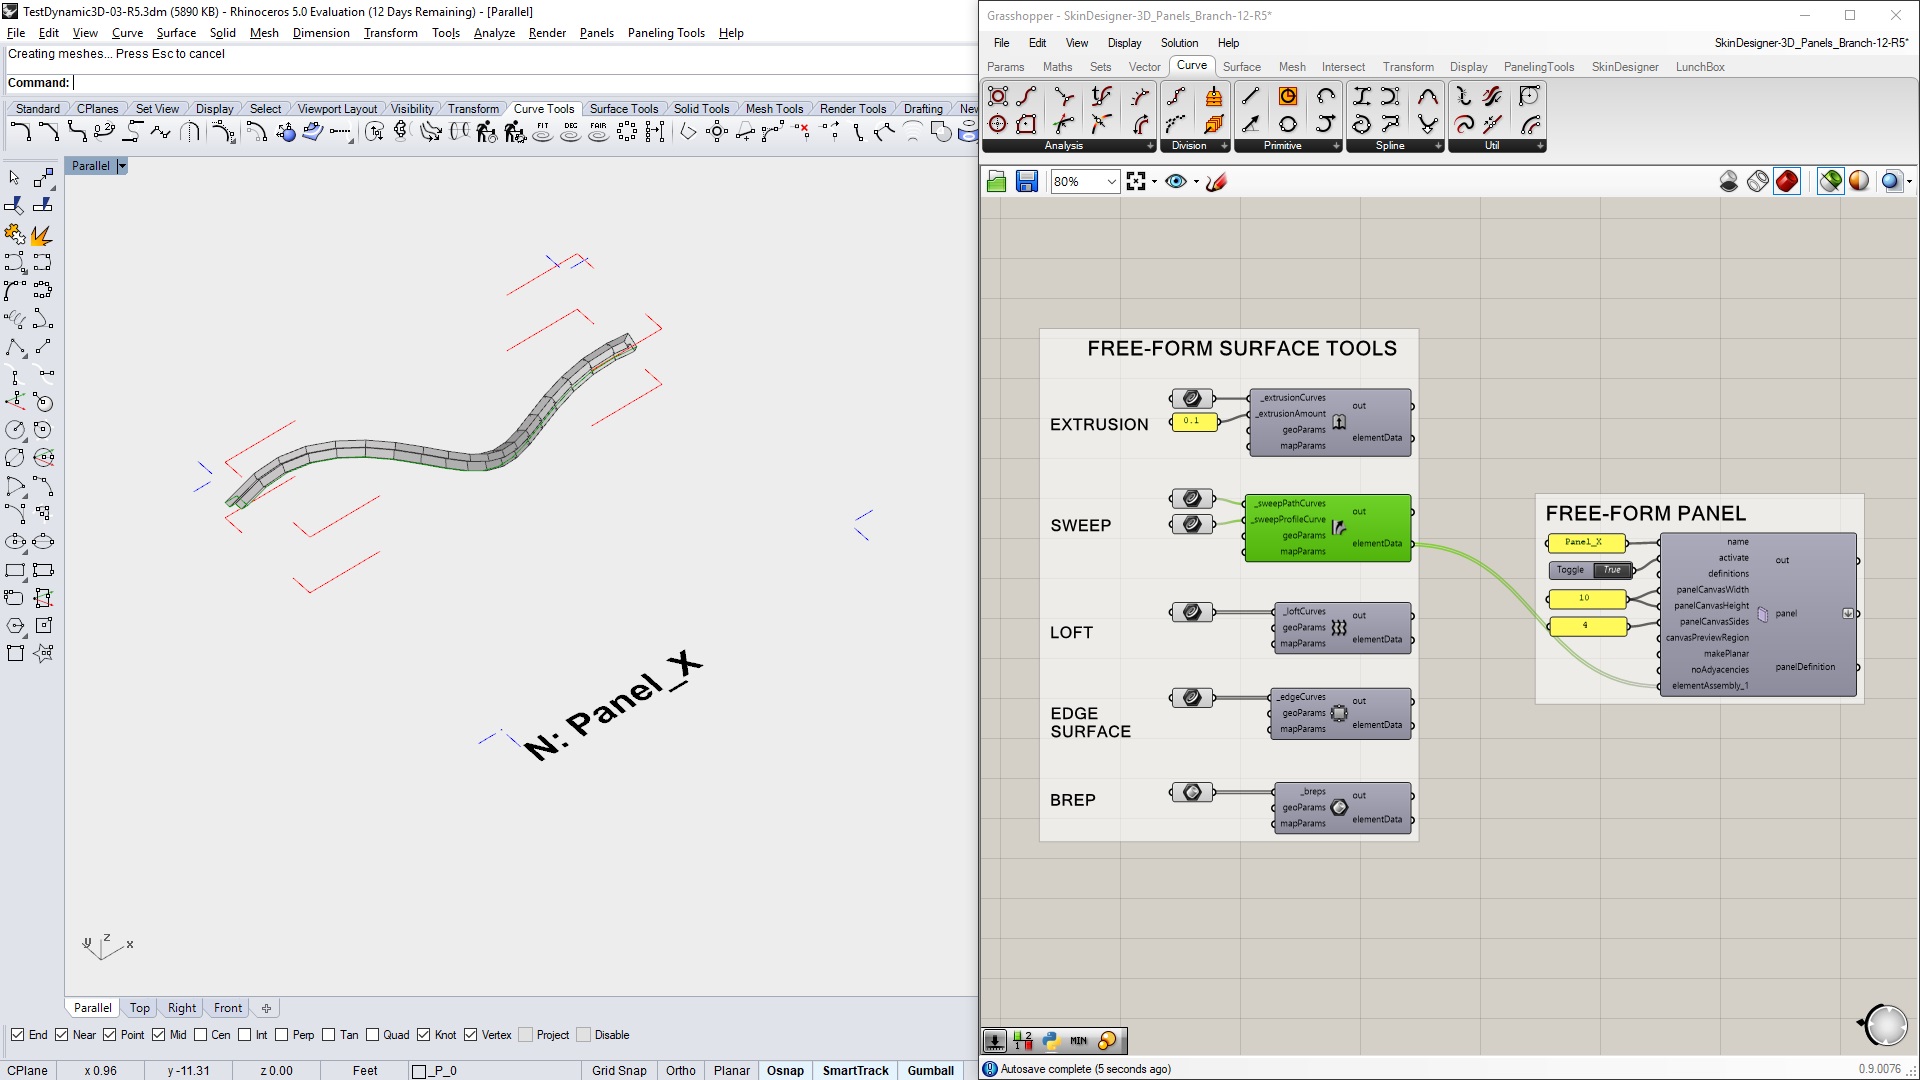 TestDynamic3D-03-R5.3dm (5890 KB) - Rhinoceros 5.0 Evaluation (12 Days Remaining) - [Parallel]
File Edit View Curve Surface Solid Mesh Dimension Transform Tools Analyze Render Panels Paneling Tools Help
Creating meshes... Press Esc to cancel
Command:
Standard CPlanes Set View Display Select Viewport Layout Visibility Transform Curve Tools Surface Tools Solid Tools Mesh Tools Render Tools Drafting New
FIT DEG FAIR
Parallel
N: Panel_X
y z x
Parallel Top Right Front
End Near Point Mid Cen Int Perp Tan Quad Knot Vertex Project Disable
CPlane x 0.96 y -11.31 z 0.00 Feet _P_0 Grid Snap Ortho Planar Osnap SmartTrack Gumball
Grasshopper - SkinDesigner-3D_Panels_Branch-12-R5*
File Edit View Display Solution Help SkinDesigner-3D_Panels_Branch-12-R5*
Params Maths Sets Vector Curve Surface Mesh Intersect Transform Display PanelingTools SkinDesigner LunchBox
Analysis Division Primitive Spline Util
80%
FREE-FORM SURFACE TOOLS
EXTRUSION
0.1
_extrusionCurves
_extrusionAmount
geoParams
mapParams
out
elementData
SWEEP
_sweepPathCurves
_sweepProfileCurve
geoParams
mapParams
out
elementData
LOFT
_loftCurves
geoParams
mapParams
out
elementData
EDGE
SURFACE
_edgeCurves
geoParams
mapParams
out
elementData
BREP
_breps
geoParams
mapParams
out
elementData
FREE-FORM PANEL
Panel_X
Toggle True
10
4
name
activate
definitions
panelCanvasWidth
panelCanvasHeight
panelCanvasSides
canvasPreviewRegion
makePlanar
noAdyacencies
elementAssembly_1
out
panel
panelDefinition
1 2 MIN
Autosave complete (5 seconds ago)
0.9.0076